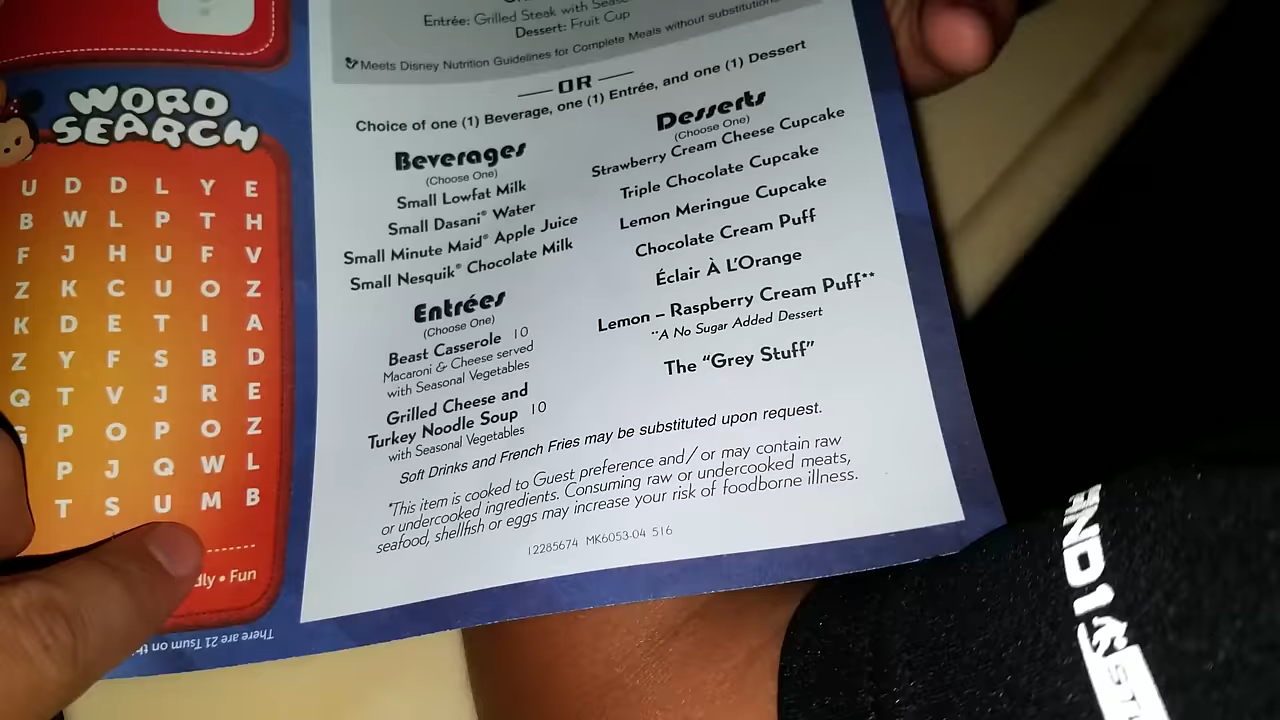 WORD
SEARCH
U D D L Y E
B W L P T H
F J H U F V
Z K C U O Z
K D E T I A
Z Y F S B D
Q T V J R E
P O P O Z
P J Q W L
T S U M B
dly • Fun
There are 21 Tsum on th
Entrée: Grilled Steak with
Dessert: Fruit Cup
Meets Disney Nutrition Guidelines for Complete Meals without substitutions
OR
Choice of one (1) Beverage, one (1) Entrée, and one (1) Dessert
Beverages
(Choose One)
Small Lowfat Milk
Small Dasani® Water
Small Minute Maid® Apple Juice
Small Nesquik® Chocolate Milk
Entrées
(Choose One)
Beast Casserole 10
Macaroni & Cheese served
with Seasonal Vegetables
Grilled Cheese and
Turkey Noodle Soup 10
with Seasonal Vegetables
Desserts
(Choose One)
Strawberry Cream Cheese Cupcake
Triple Chocolate Cupcake
Lemon Meringue Cupcake
Chocolate Cream Puff
Éclair À L'Orange
Lemon – Raspberry Cream Puff**
**A No Sugar Added Dessert
The "Grey Stuff"
Soft Drinks and French Fries may be substituted upon request.
*This item is cooked to Guest preference and/or may contain raw
or undercooked ingredients. Consuming raw or undercooked meats,
seafood, shellfish or eggs may increase your risk of foodborne illness.
12285674 MK6053-04 516
AND1